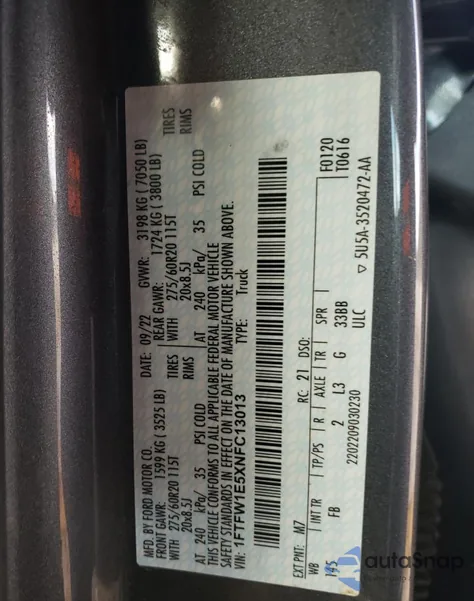 MFD. BY FORD MOTOR CO.
DATE: 09/22 GVWR: 3198 KG ( 7050 LB)
FRONT GAWR: 1599 KG ( 3525 LB) REAR GAWR: 1724 KG ( 3800 LB)
WITH 275/60R20 115T WITH 275/60R20 115T TIRES
20x8.5J 20x8.5J RIMS
AT 240 kPa/ 35 PSI COLD AT 240 kPa/ 35 PSI COLD
THIS VEHICLE CONFORMS TO ALL APPLICABLE FEDERAL MOTOR VEHICLE
SAFETY STANDARDS IN EFFECT ON THE DATE OF MANUFACTURE SHOWN ABOVE.
VIN: 1FTFW1E5XNFC13013 TYPE: Truck
F0120
T0616
EXT PNT: M7 RC: 21 DSO:
WB INT TR TP/PS R AXLE TR SPR
145 FB 2 L3 G 33BB
ULC
2202209030230
▽ 5U5A-3520472-AA
TIRES
RIMS
autoSnap